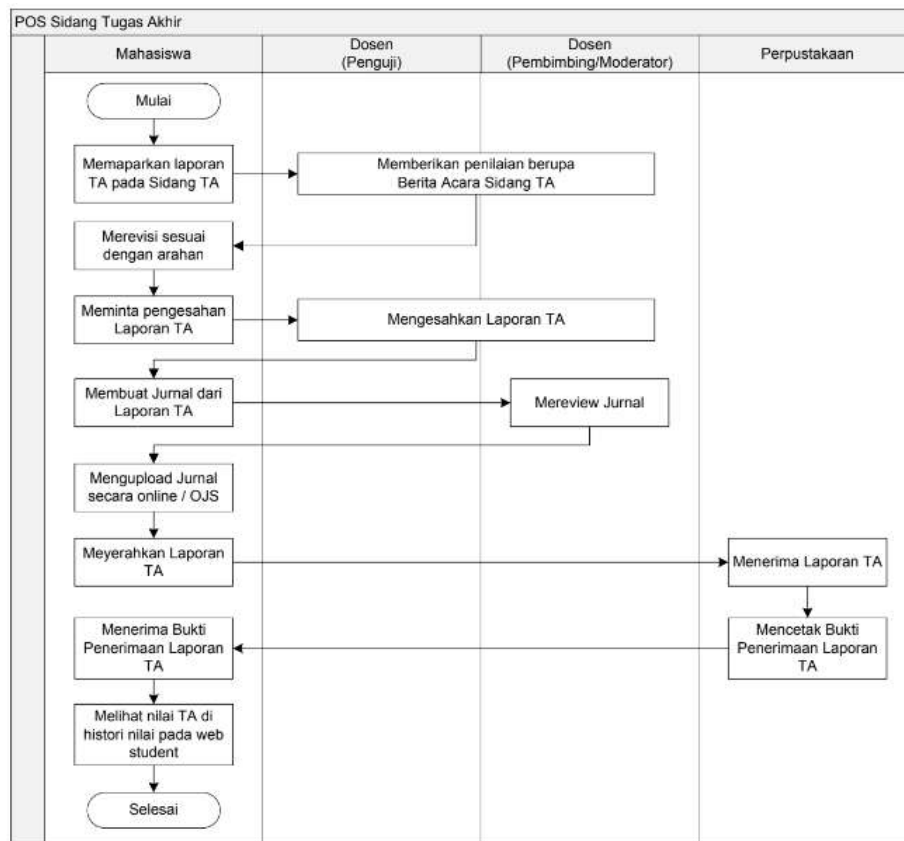 POS Sidang Tugas Akhir
Mahasiswa
Dosen
(Penguji)
Dosen
(Pembimbing/Moderator)
Perpustakaan
Mulai
Memaparkan laporan
TA pada Sidang TA
Memberikan penilaian berupa
Berita Acara Sidang TA
Merevisi sesuai
dengan arahan
Meminta pengesahan
Laporan TA
Mengesahkan Laporan TA
Membuat Jurnal dari
Laporan TA
Mereview Jurnal
Mengupload Jurnal
secara online / OJS
Meyerahkan Laporan
TA
Menerima Laporan TA
Menerima Bukti
Penerimaan Laporan
TA
Mencetak Bukti
Penerimaan Laporan
TA
Melihat nilai TA di
histori nilai pada web
student
Selesai